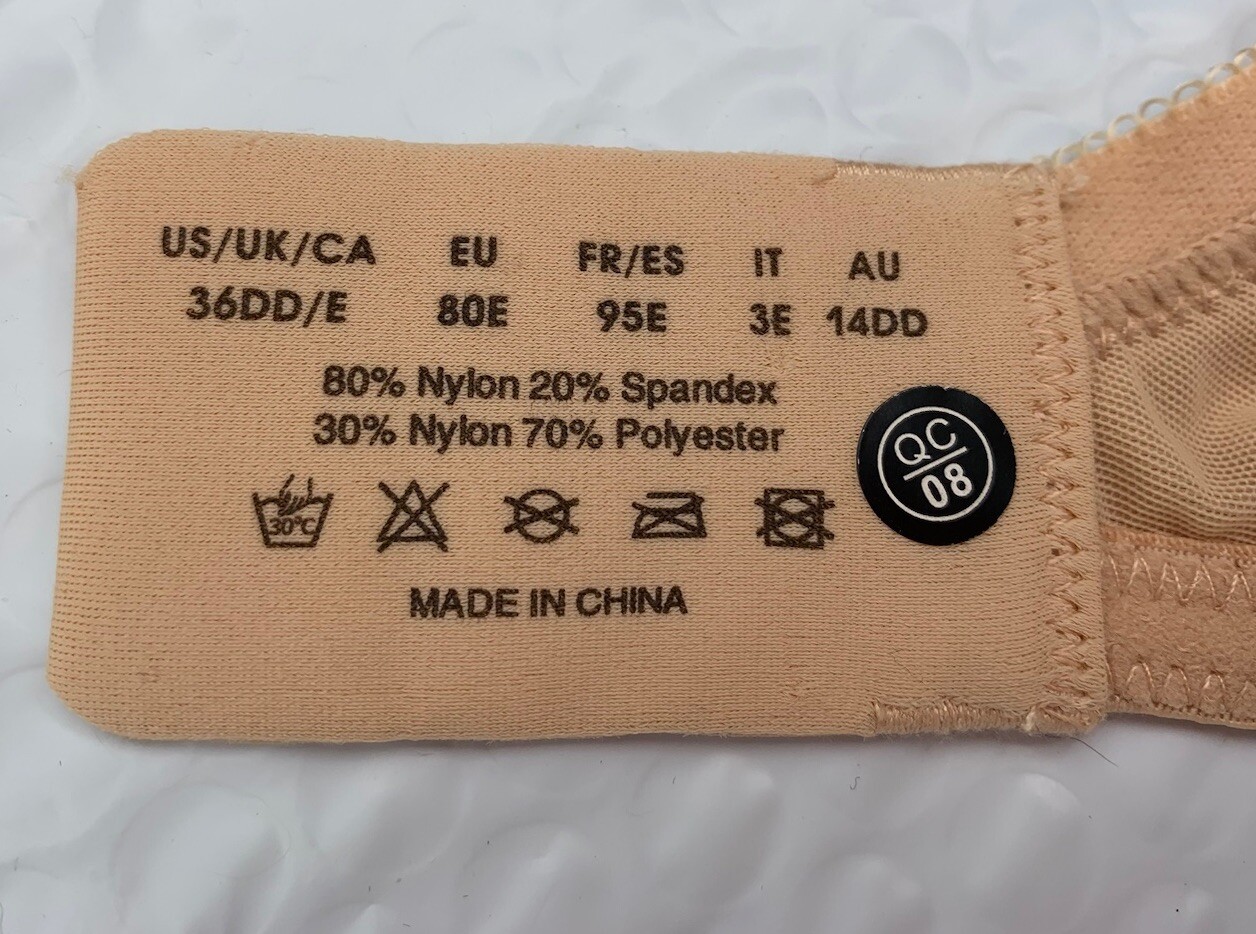 US/UK/CA EU FR/ES IT AU
36DD/E 80E 95E 3E 14DD
80% Nylon 20% Spandex
30% Nylon 70% Polyester
30°C
QC
08
MADE IN CHINA